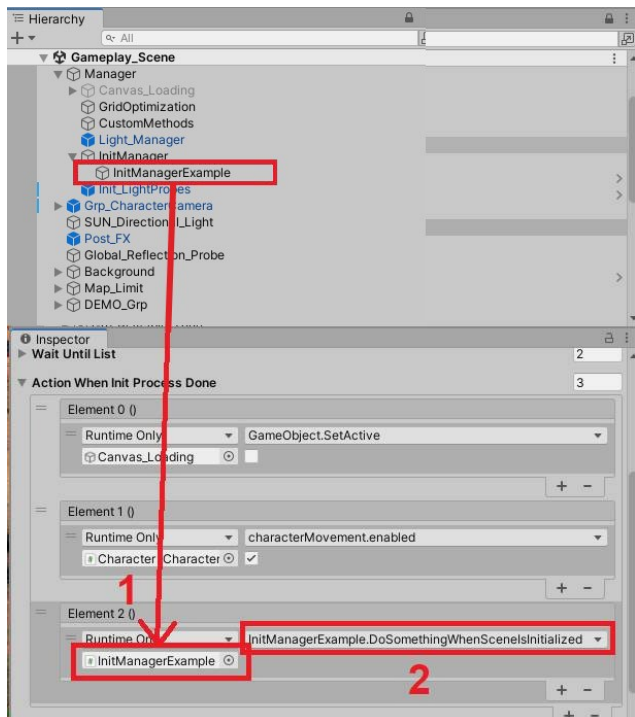 Hierarchy
All
Gameplay_Scene
Manager
Canvas_Loading
GridOptimization
CustomMethods
Light_Manager
InitManager
InitManagerExample
Init_LightProbes
Grp_CharacterCamera
SUN_Directional_Light
Post_FX
Global_Reflection_Probe
Background
Map_Limit
DEMO_Grp
Inspector
Wait Until List 2
Action When Init Process Done 3
Element 0 ()
Runtime Only GameObject.SetActive
Canvas_Loading
Element 1 ()
Runtime Only characterMovement.enabled
Character Character
1
Element 2 ()
Runtime Only InitManagerExample.DoSomethingWhenSceneIsInitialized
InitManagerExample
2